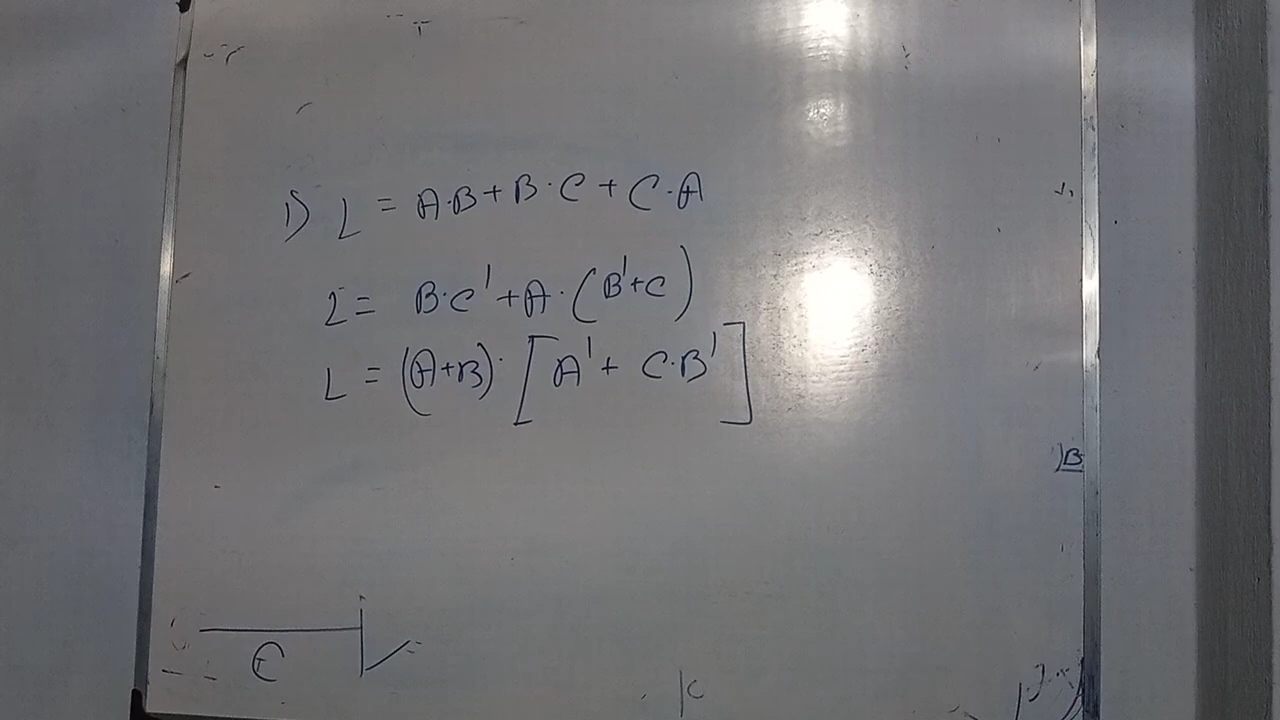 1) L = A·B + B·C + C·A
L = B·C' + A·(B'+C)
L = (A+B)·[A' + C·B']
B
C
C